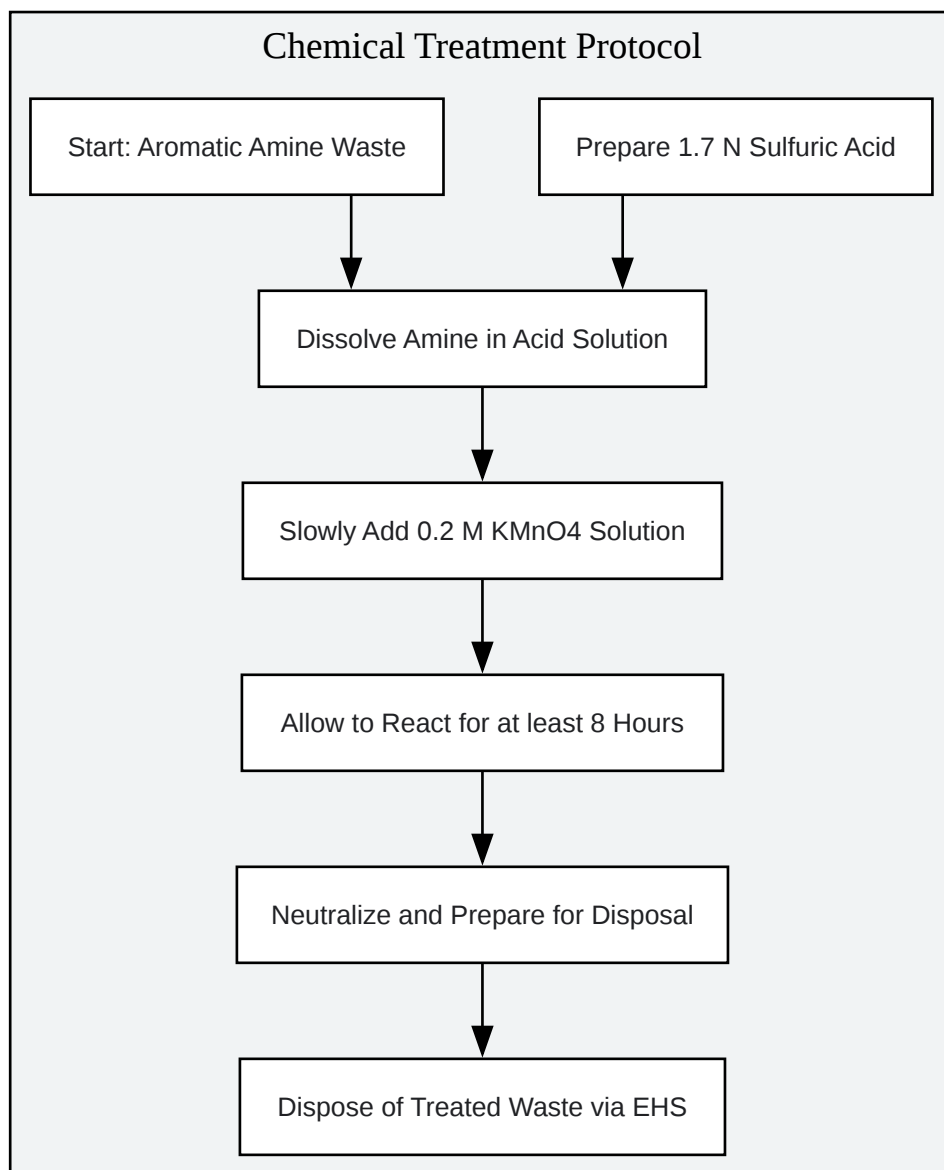 Chemical Treatment Protocol
Start: Aromatic Amine Waste
Prepare 1.7 N Sulfuric Acid
Dissolve Amine in Acid Solution
Slowly Add 0.2 M KMnO4 Solution
Allow to React for at least 8 Hours
Neutralize and Prepare for Disposal
Dispose of Treated Waste via EHS